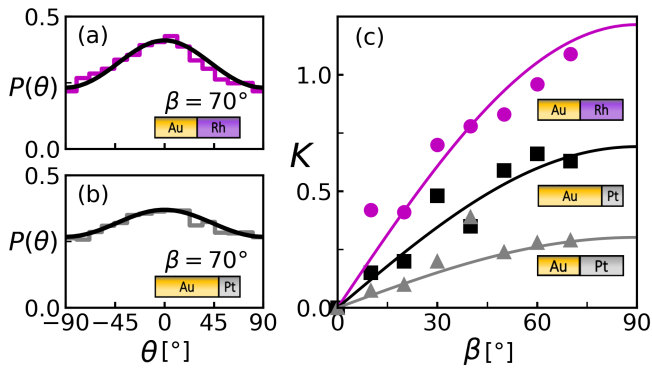 (a)
0.5
P(θ)
0.0
β = 70°
Au Rh
(b)
0.5
P(θ)
0.0
β = 70°
Au Pt
−90 −45 0 45 90
θ [°]
(c)
1.0
K
0.5
0.0
Au Rh
Au Pt
Au Pt
0 30 60 90
β [°]